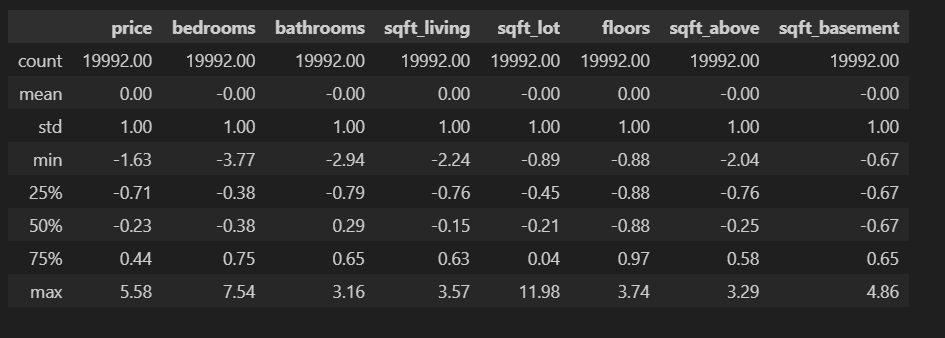 price bedrooms bathrooms sqft_living sqft_lot floors sqft_above sqft_basement
count 19992.00 19992.00 19992.00 19992.00 19992.00 19992.00 19992.00 19992.00
mean 0.00 -0.00 -0.00 0.00 -0.00 0.00 -0.00 -0.00
std 1.00 1.00 1.00 1.00 1.00 1.00 1.00 1.00
min -1.63 -3.77 -2.94 -2.24 -0.89 -0.88 -2.04 -0.67
25% -0.71 -0.38 -0.79 -0.76 -0.45 -0.88 -0.76 -0.67
50% -0.23 -0.38 0.29 -0.15 -0.21 -0.88 -0.25 -0.67
75% 0.44 0.75 0.65 0.63 0.04 0.97 0.58 0.65
max 5.58 7.54 3.16 3.57 11.98 3.74 3.29 4.86